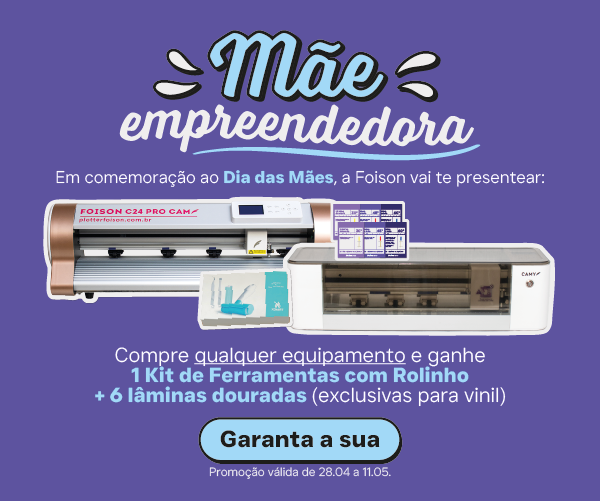 Mãe
empreendedora
Em comemoração ao Dia das Mães, a Foison vai te presentear:
FOISON C24 PRO CAM
plotterfoison.com.br
CAMY
Compre qualquer equipamento e ganhe
1 Kit de Ferramentas com Rolinho
+ 6 lâminas douradas (exclusivas para vinil)
Garanta a sua
Promoção válida de 28.04 a 11.05.